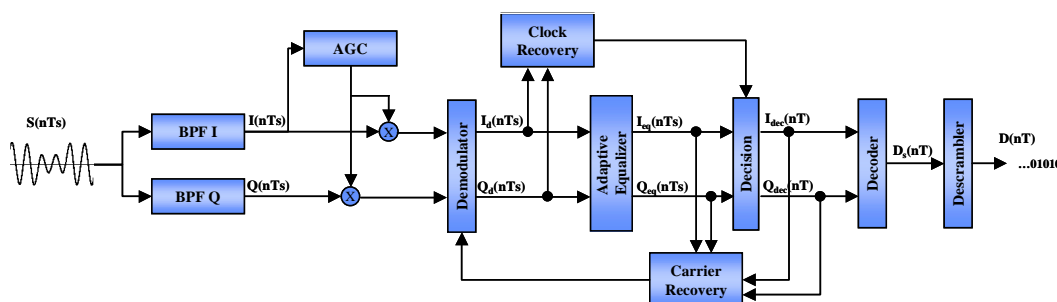 Clock
Recovery
AGC
S(nTs)
BPF I
I(nTs)
X
BPF Q
Q(nTs)
X
Demodulator
I_d(nTs)
Q_d(nTs)
Adaptive
Equalizer
I_eq(nTs)
Q_eq(nTs)
Decision
I_dec(nT)
Q_dec(nT)
Decoder
D_s(nT)
Descrambler
D(nT)
...01010
Carrier
Recovery